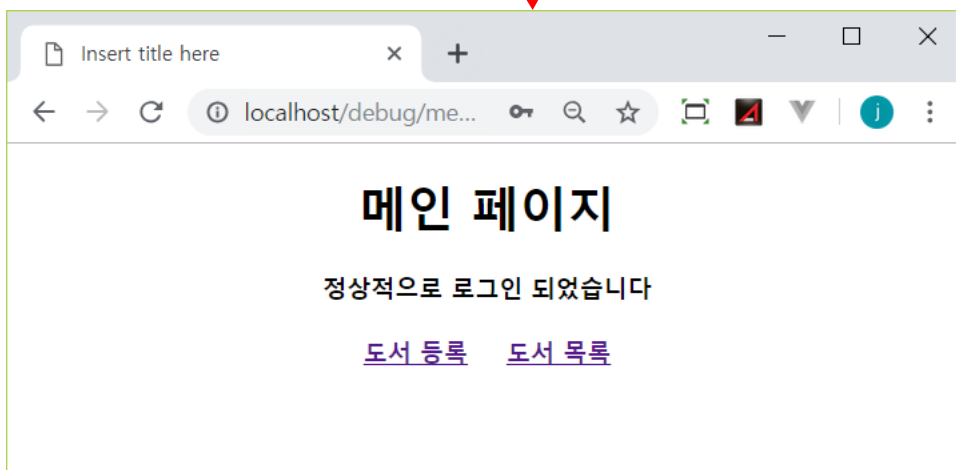 Insert title here
localhost/debug/me...
j
메인 페이지
정상적으로 로그인 되었습니다
도서 등록 도서 목록